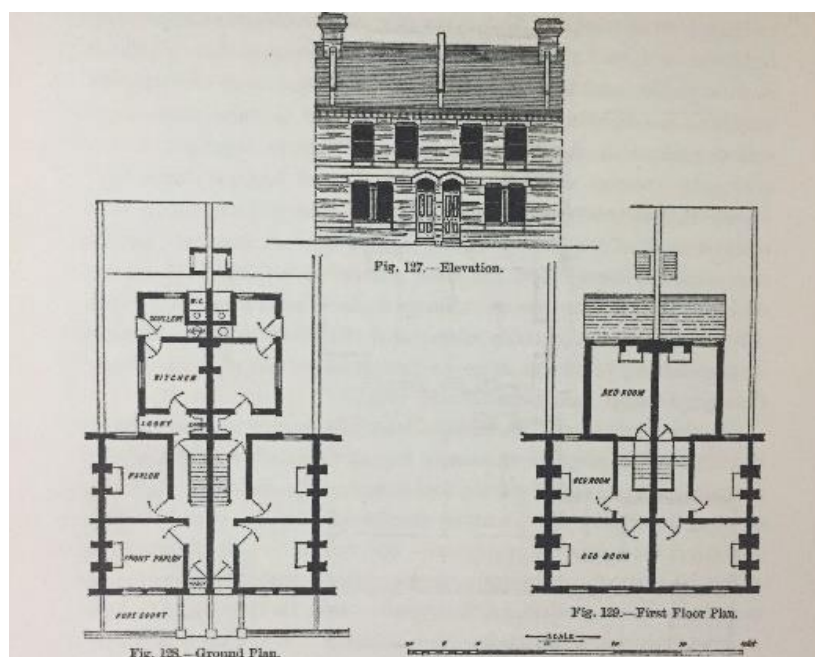 Fig. 127.—Elevation.
W.C.
SCULLERY
KITCHEN
LOBBY
PARLOR
FRONT PARLOR
FORE COURT
Fig. 128.—Ground Plan.
BED ROOM
BED ROOM
BED ROOM
Fig. 129.—First Floor Plan.
SCALE